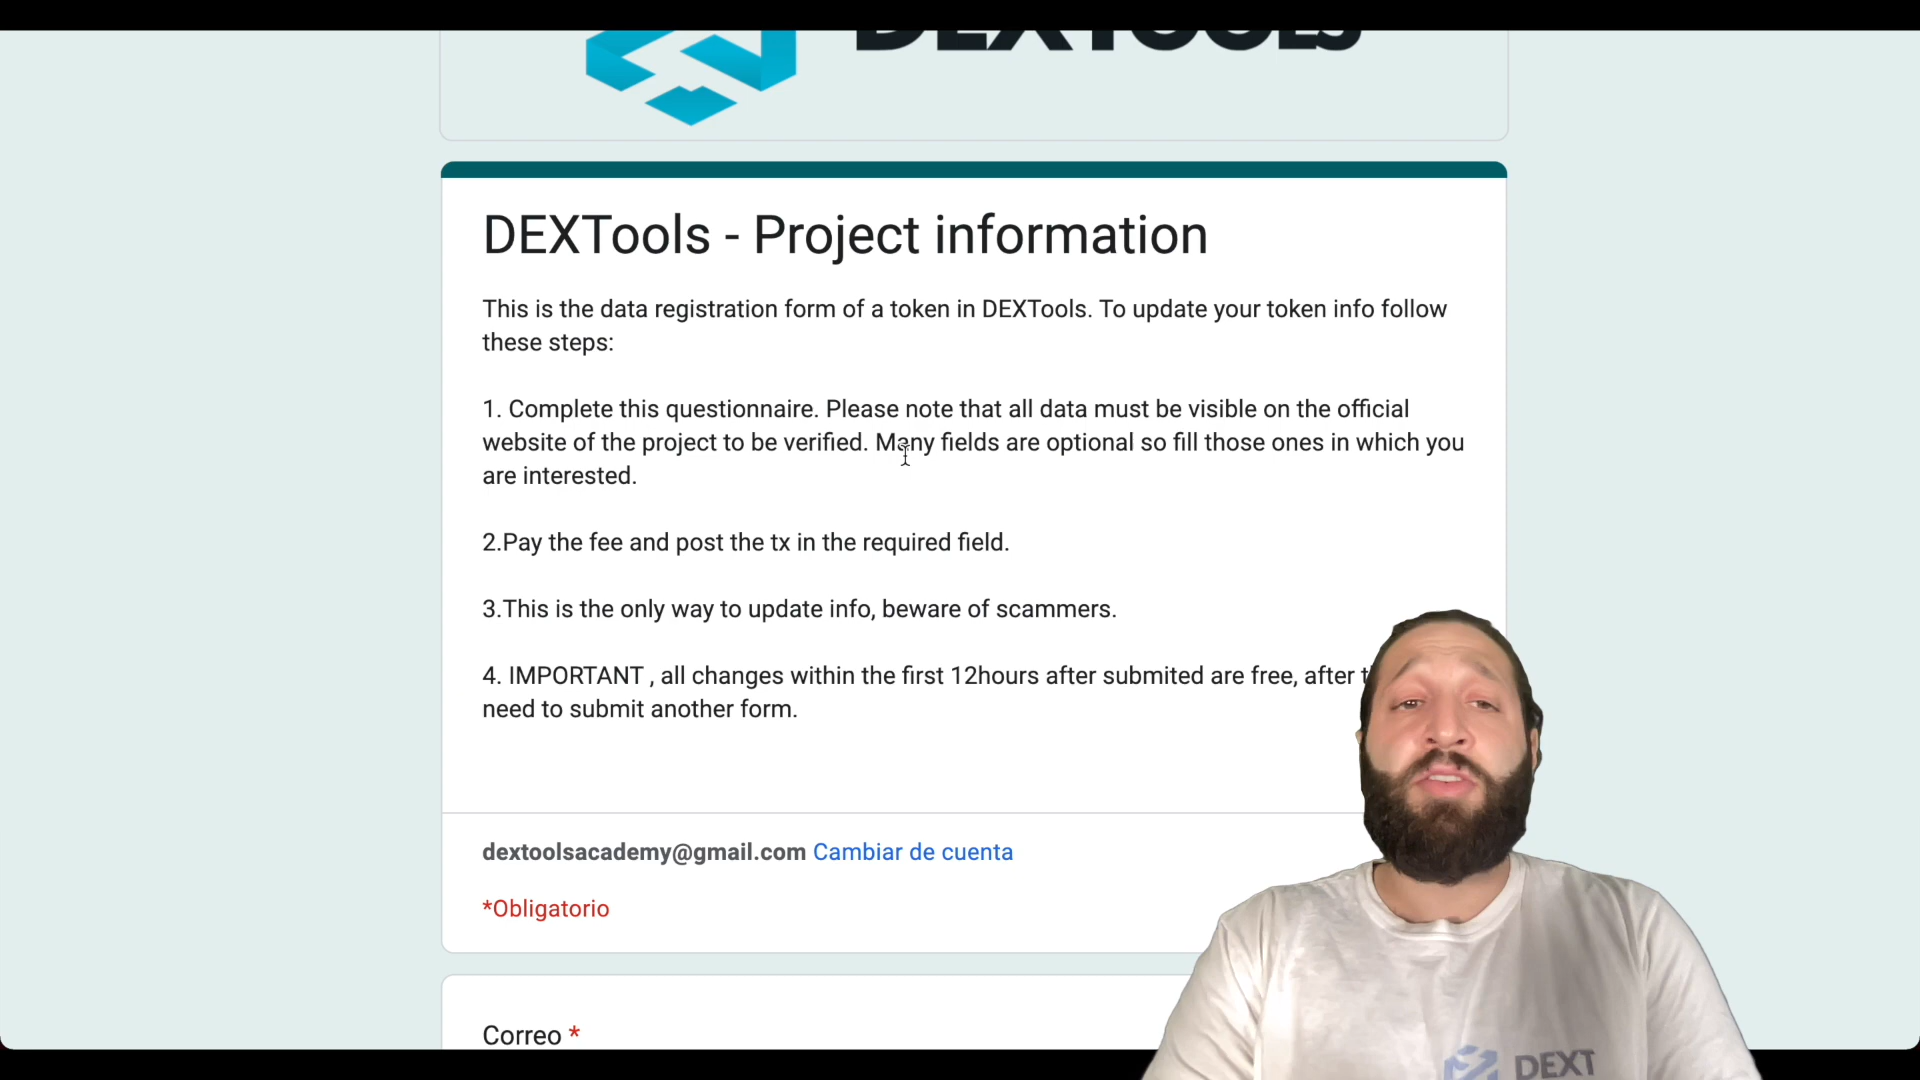 DEXTOOLS
DEXTools - Project information
This is the data registration form of a token in DEXTools. To update your token info follow
these steps:
1. Complete this questionnaire. Please note that all data must be visible on the official
website of the project to be verified. Many fields are optional so fill those ones in which you
are interested.
2.Pay the fee and post the tx in the required field.
3.This is the only way to update info, beware of scammers.
4. IMPORTANT , all changes within the first 12hours after submited are free, after
need to submit another form.
dextoolsacademy@gmail.com Cambiar de cuenta
*Obligatorio
Correo *
DEXT